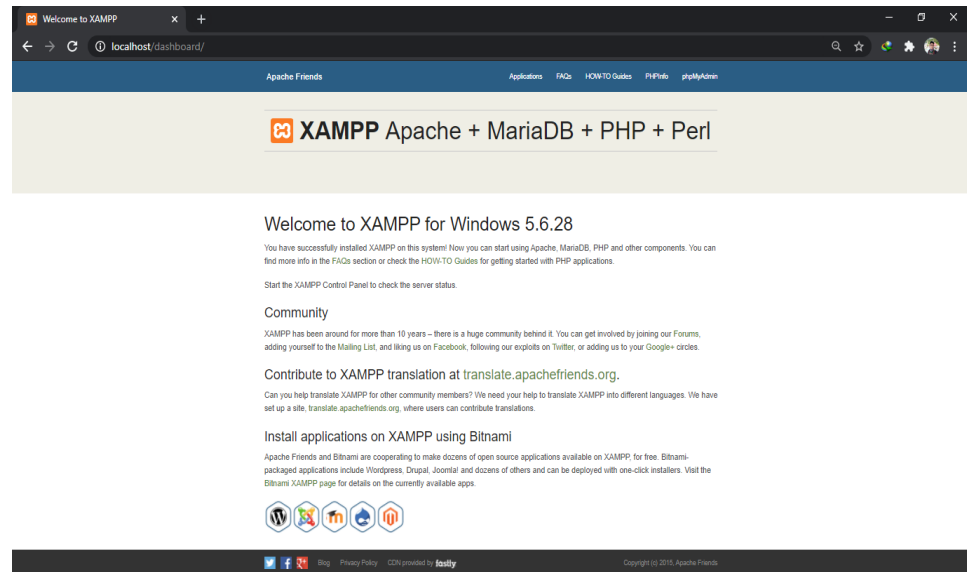 Welcome to XAMPP
localhost/dashboard/
Apache Friends
Applications FAQs HOW-TO Guides PHPInfo phpMyAdmin
XAMPP Apache + MariaDB + PHP + Perl
Welcome to XAMPP for Windows 5.6.28
You have successfully installed XAMPP on this system! Now you can start using Apache, MariaDB, PHP and other components. You can
find more info in the FAQs section or check the HOW-TO Guides for getting started with PHP applications.
Start the XAMPP Control Panel to check the server status.
Community
XAMPP has been around for more than 10 years – there is a huge community behind it. You can get involved by joining our Forums,
adding yourself to the Mailing List, and liking us on Facebook, following our exploits on Twitter, or adding us to your Google+ circles.
Contribute to XAMPP translation at translate.apachefriends.org.
Can you help translate XAMPP for other community members? We need your help to translate XAMPP into different languages. We have
set up a site, translate.apachefriends.org, where users can contribute translations.
Install applications on XAMPP using Bitnami
Apache Friends and Bitnami are cooperating to make dozens of open source applications available on XAMPP, for free. Bitnami-
packaged applications include Wordpress, Drupal, Joomla! and dozens of others and can be deployed with one-click installers. Visit the
Bitnami XAMPP page for details on the currently available apps.
Blog Privacy Policy CDN provided by fastly
Copyright (c) 2015, Apache Friends